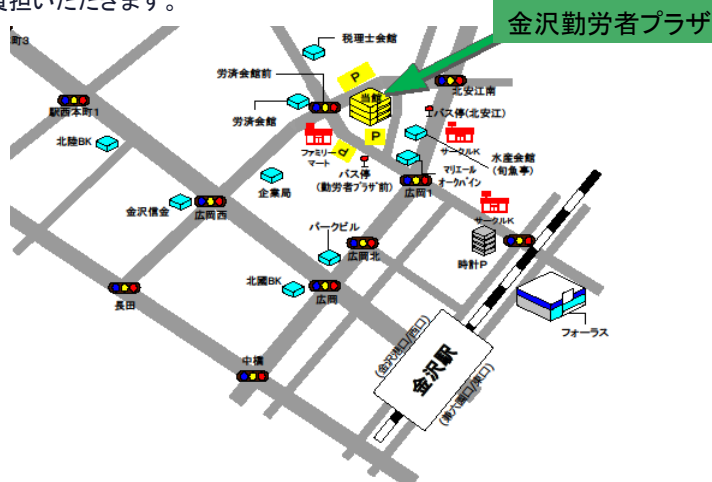 負担いただきます。
金沢勤労者プラザ
町3
税理士会館
労済会館前
P
北安江南
当館
駅西本町1
バス停(北安江)
労済会館
P
北陸BK
ファミリー
マート
P
サークルK
水産会館
(旬魚亭)
バス停
(勤労者プラザ前)
マリエール
オークパイン
企業局
広岡1
金沢信金
広岡西
サークルK
パークビル
広岡北
時計P
北國BK
広岡
長田
フォーラス
(金沢港口/西口)
金沢駅
中橋
(兼六園口/東口)